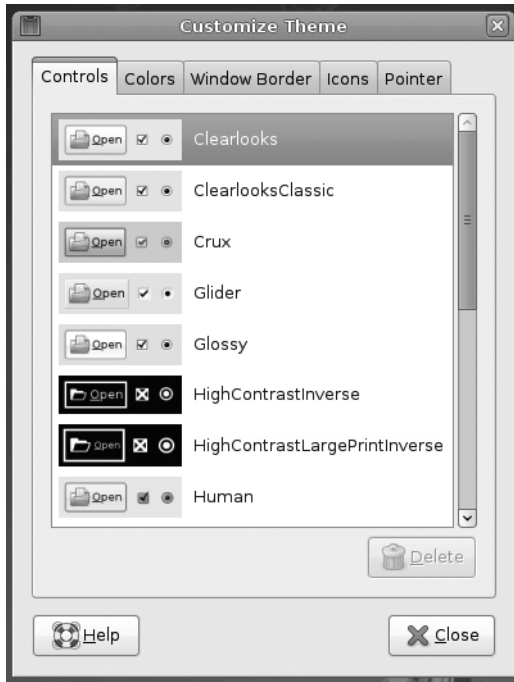 Customize Theme
Controls Colors Window Border Icons Pointer
Open Clearlooks
Open ClearlooksClassic
Open Crux
Open Glider
Open Glossy
Open HighContrastInverse
Open HighContrastLargePrintInverse
Open Human
Delete
Help Close